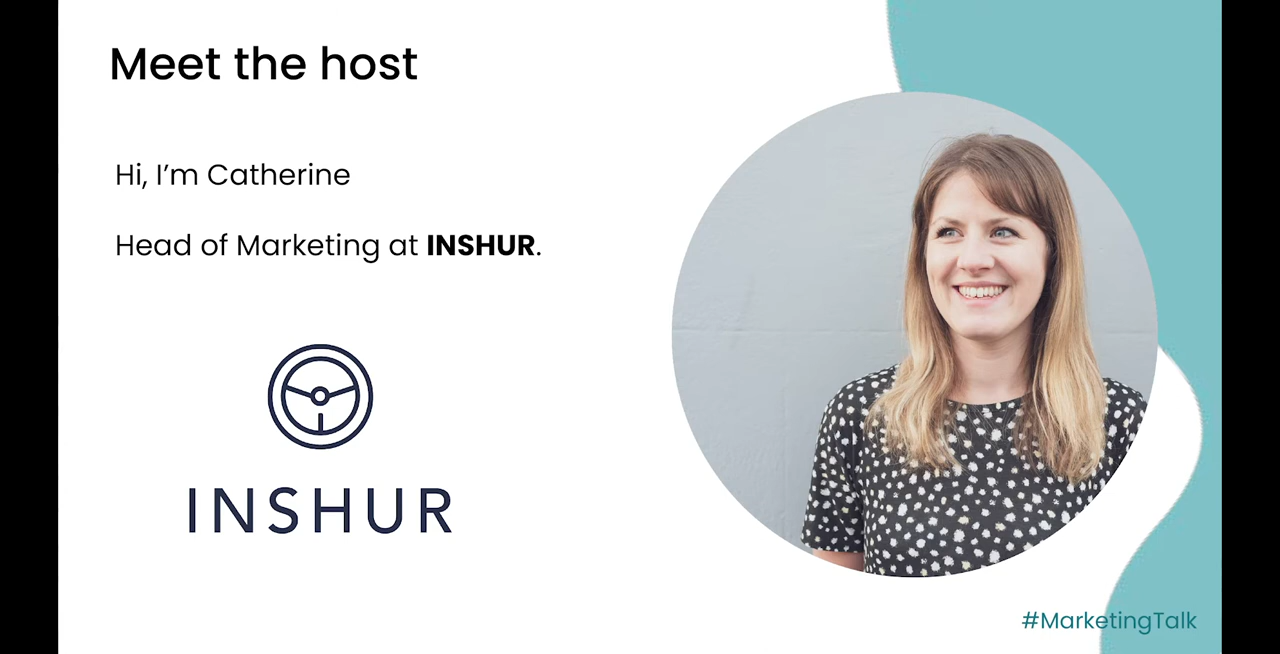 Meet the host
Hi, I’m Catherine
Head of Marketing at INSHUR.
INSHUR
#MarketingTalk